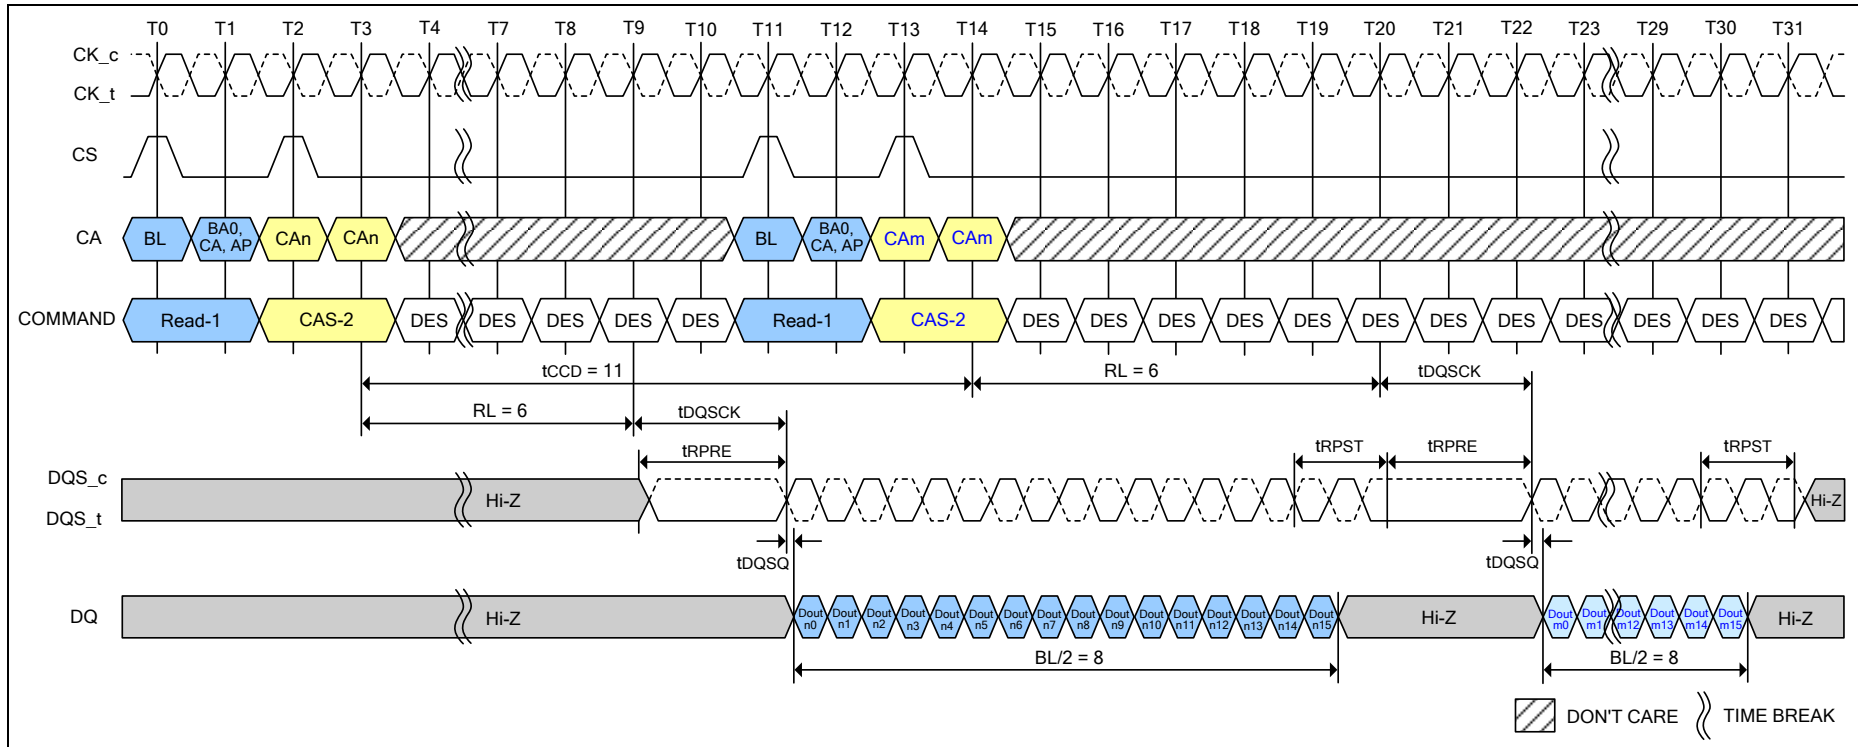 T0 T1 T2 T3 T4 T7 T8 T9 T10 T11 T12 T13 T14 T15 T16 T17 T18 T19 T20 T21 T22 T23 T29 T30 T31
CK_c
CK_t
CS
CA BL BA0, CA, AP CAn CAn BL BA0, CA, AP CAm CAm
COMMAND Read-1 CAS-2 DES DES DES DES DES Read-1 CAS-2 DES DES DES DES DES DES DES DES DES DES DES DES
tCCD = 11 RL = 6 tDQSCK
RL = 6 tDQSCK
tRPRE tRPST tRPRE tRPST
DQS_c
Hi-Z Hi-Z
DQS_t
tDQSQ tDQSQ
DQ Hi-Z Dout n0 Dout n1 Dout n2 Dout n3 Dout n4 Dout n5 Dout n6 Dout n7 Dout n8 Dout n9 Dout n10 Dout n11 Dout n12 Dout n13 Dout n14 Dout n15 Hi-Z Dout m0 Dout m1 Dout m12 Dout m13 Dout m14 Dout m15 Hi-Z
BL/2 = 8 BL/2 = 8
DON'T CARE TIME BREAK